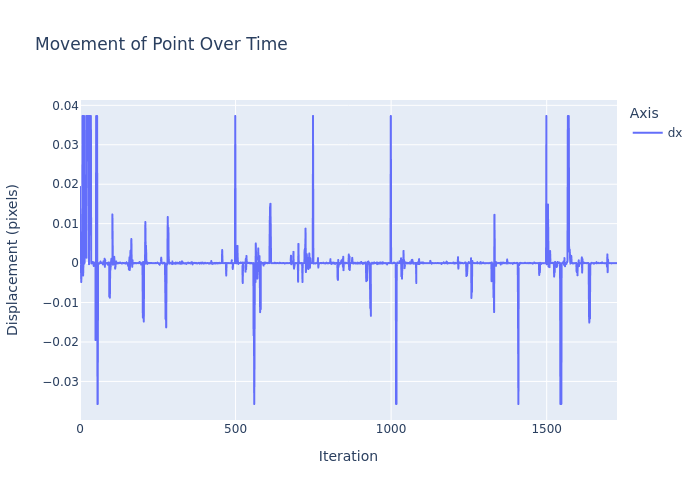 Movement of Point Over Time
Displacement (pixels)
0.04
0.03
0.02
0.01
0
−0.01
−0.02
−0.03
0
500
1000
1500
Iteration
Axis
dx